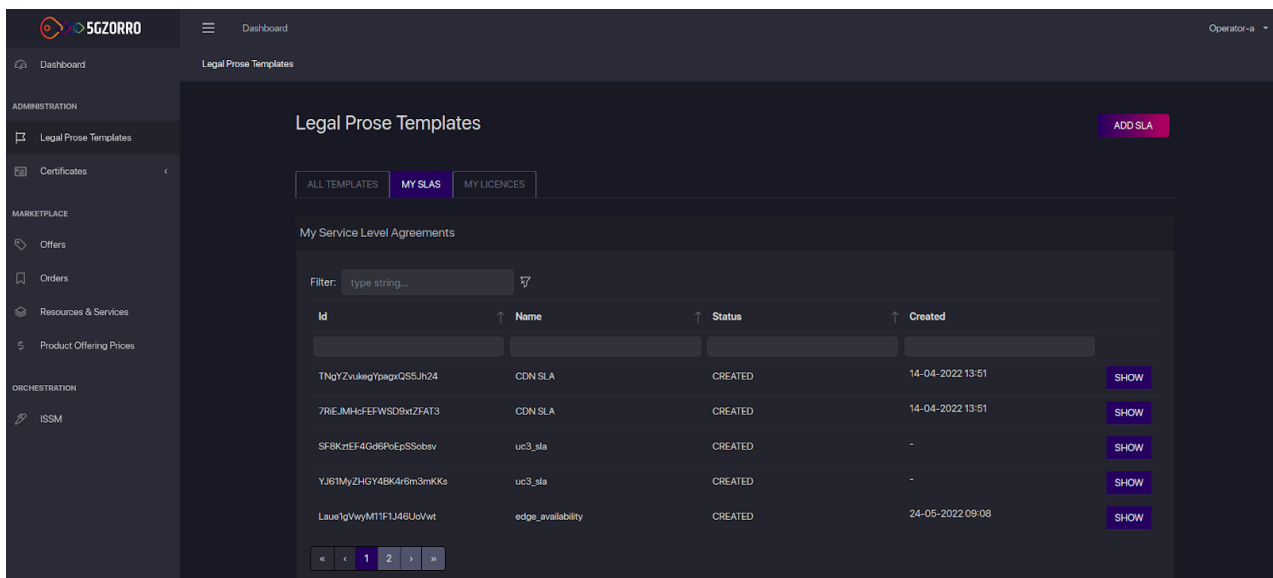 5GZORRO
Dashboard
Operator-a
Dashboard
Legal Prose Templates
ADMINISTRATION
Legal Prose Templates
Certificates
MARKETPLACE
Offers
Orders
Resources & Services
Product Offering Prices
ORCHESTRATION
ISSM
Legal Prose Templates
ADD SLA
ALL TEMPLATES MY SLAS MY LICENCES
My Service Level Agreements
Filter: type string...
Id Name Status Created
TNgYZvukegYpagxQS5Jh24 CDN SLA CREATED 14-04-2022 13:51 SHOW
7RiEJMHcFEFWSD9xtZFAT3 CDN SLA CREATED 14-04-2022 13:51 SHOW
SF8KztEF4Gd6PoEpSSobsv uc3_sla CREATED - SHOW
YJ61MyZHGY4BK4r6m3mKKs uc3_sla CREATED - SHOW
Laue1gVwyM11F1J46UoVwt edge_availability CREATED 24-05-2022 09:08 SHOW
« ‹ 1 2 › »